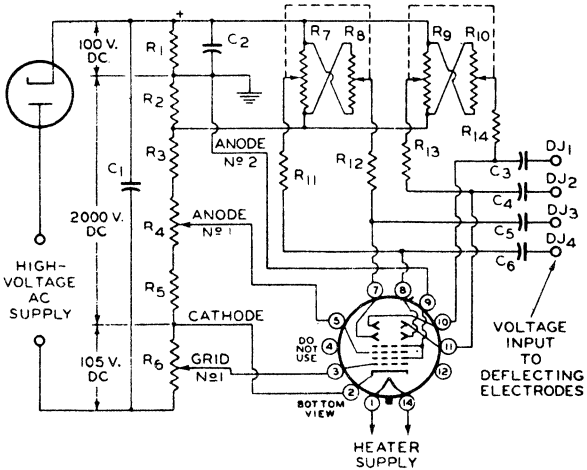 +
100 V.
DC
R1
C2
R7
R8
R9
R10
R2
R3
ANODE
Nº 2
R11
R12
R13
R14
C1
C3
DJ1
C4
DJ2
C5
DJ3
C6
DJ4
2000 V.
DC
R4
ANODE
Nº 1
HIGH-
VOLTAGE
AC
SUPPLY
R5
CATHODE
105 V.
DC
R6
GRID
Nº1
7
8
9
10
11
12
5
4
3
2
1
14
DO
NOT
USE
BOTTOM
VIEW
VOLTAGE
INPUT
TO
DEFLECTING
ELECTRODES
HEATER
SUPPLY